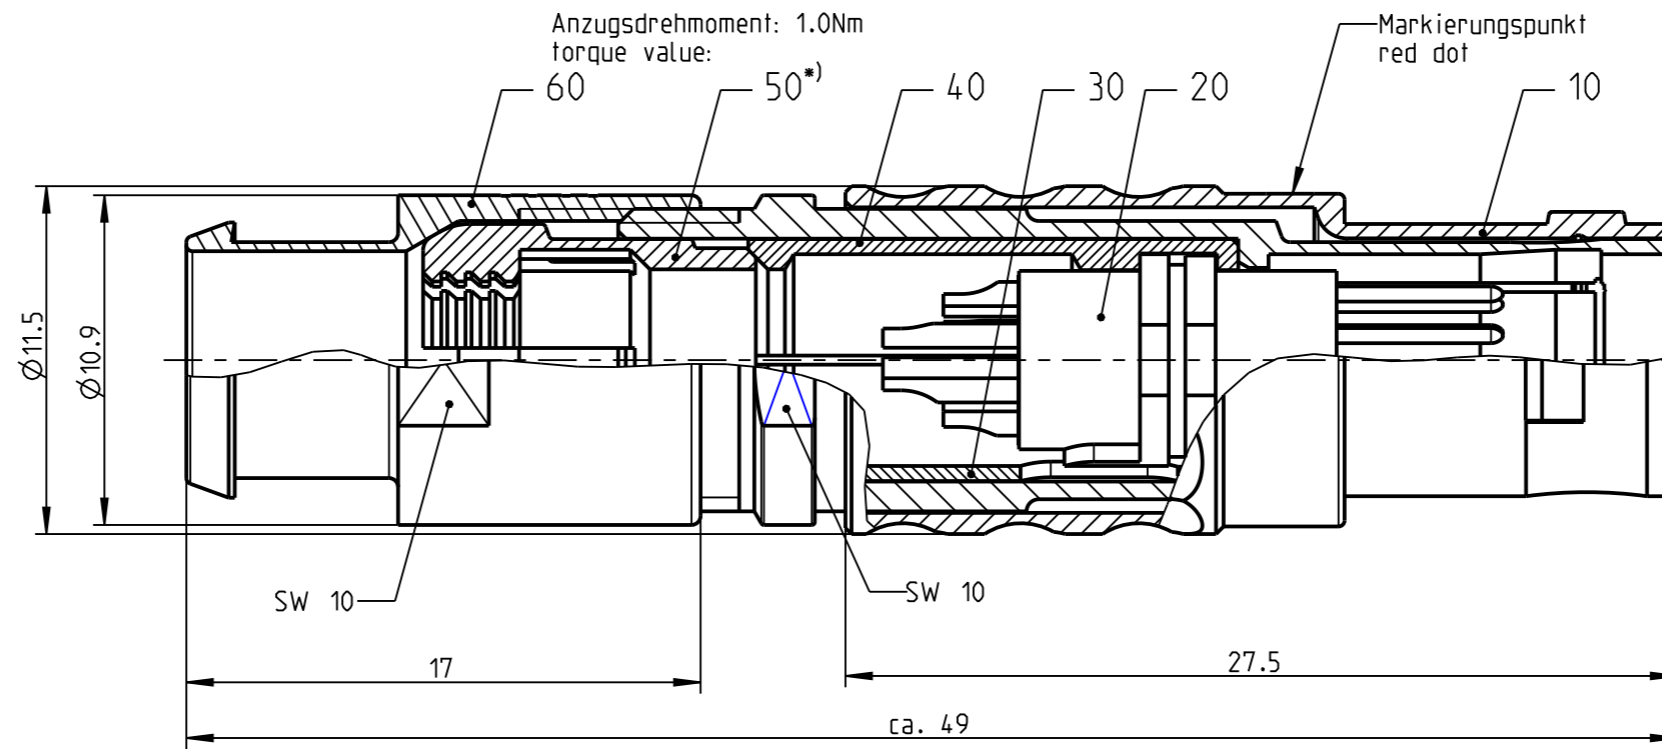 Anzugsdrehmoment: 1.0Nm
torque value:
Markierungspunkt
red dot
60
50*)
40
30
20
10
Ø11.5
Ø10.9
SW 10
SW 10
17
27.5
ca. 49